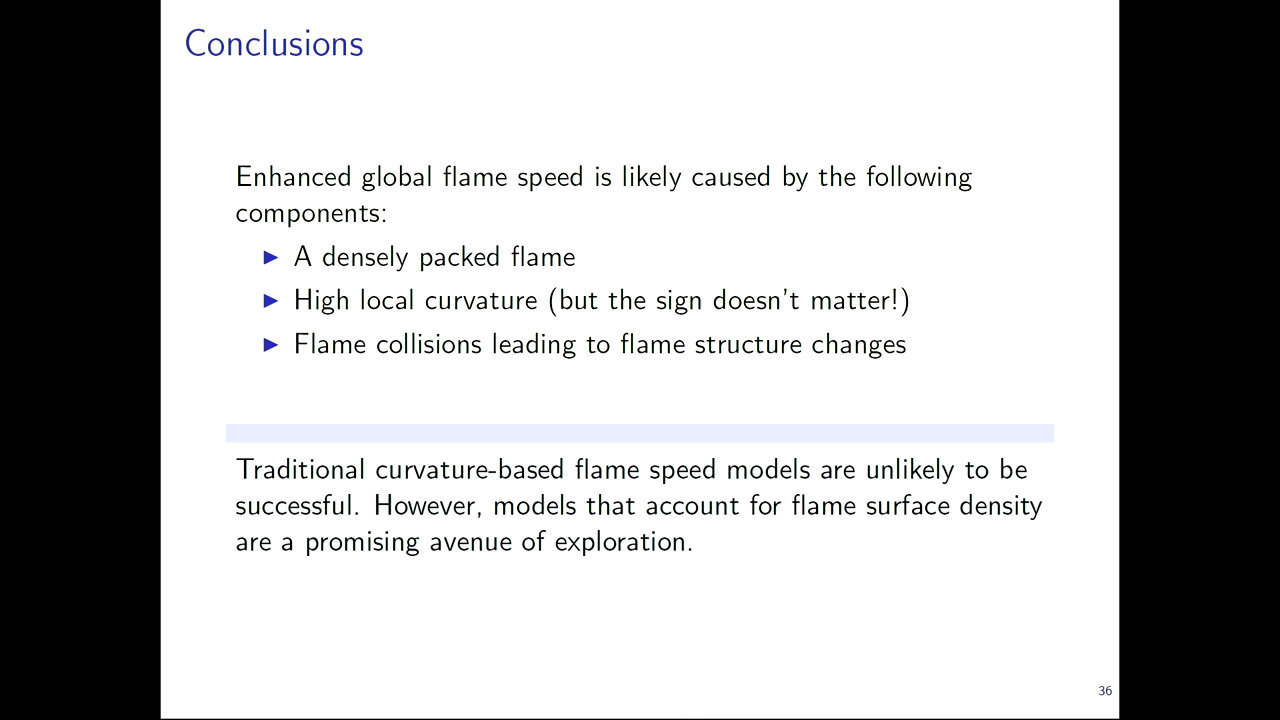 Conclusions
Enhanced global flame speed is likely caused by the following
components:
▶ A densely packed flame
▶ High local curvature (but the sign doesn't matter!)
▶ Flame collisions leading to flame structure changes
Traditional curvature-based flame speed models are unlikely to be
successful. However, models that account for flame surface density
are a promising avenue of exploration.
36